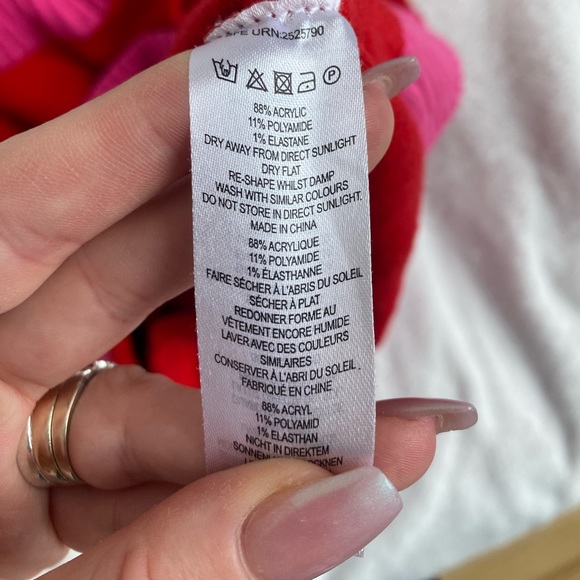 URN:2525790
88% ACRYLIC
11% POLYAMIDE
1% ELASTANE
DRY AWAY FROM DIRECT SUNLIGHT
DRY FLAT
RE-SHAPE WHILST DAMP
WASH WITH SIMILAR COLOURS
DO NOT STORE IN DIRECT SUNLIGHT.
MADE IN CHINA
88% ACRYLIQUE
11% POLYAMIDE
1% ÉLASTHANNE
FAIRE SÉCHER À L'ABRIS DU SOLEIL
SÉCHER À PLAT
REDONNER FORME AU
VÊTEMENT ENCORE HUMIDE
LAVER AVEC DES COULEURS
SIMILAIRES
CONSERVER À L'ABRI DU SOLEIL.
FABRIQUÉ EN CHINE
88% ACRYL
11% POLYAMID
1% ELASTHAN
NICHT IN DIREKTEM